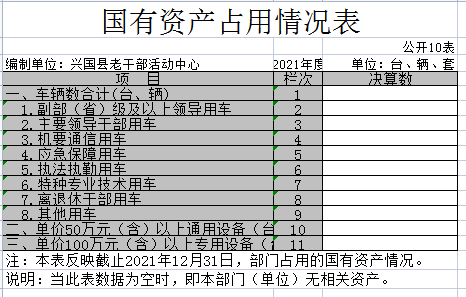 国有资产占用情况表
公开10表
编制单位：兴国县老干部活动中心 2021年度 单位：台、辆、套
项 目 栏次 决算数
一、车辆数合计(台、辆) 1
1.副部（省）级及以上领导用车 2
2.主要领导干部用车 3
3.机要通信用车 4
4.应急保障用车 5
5.执法执勤用车 6
6.特种专业技术用车 7
7.离退休干部用车 8
8.其他用车 9
二、单价50万元（含）以上通用设备（台 10
三、单价100万元（含）以上专用设备（台 11
注：本表反映截止2021年12月31日，部门占用的国有资产情况。
说明：当此表数据为空时，即本部门（单位）无相关资产。